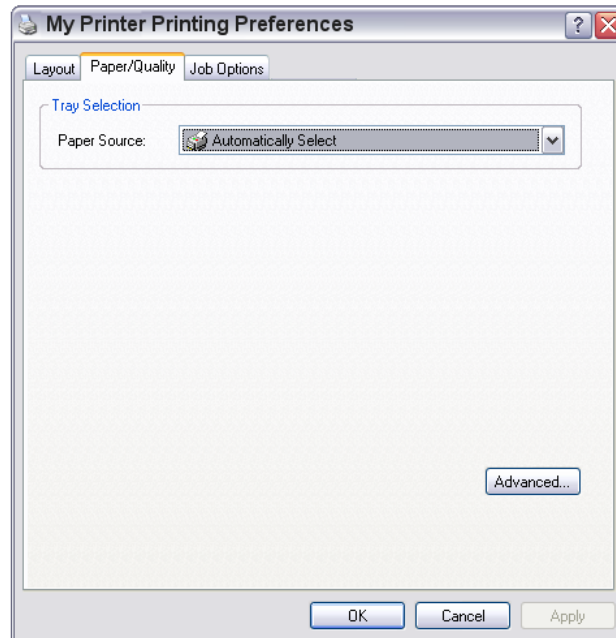 My Printer Printing Preferences
Layout
Paper/Quality
Job Options
Tray Selection
Paper Source:
Automatically Select
Advanced...
OK
Cancel
Apply